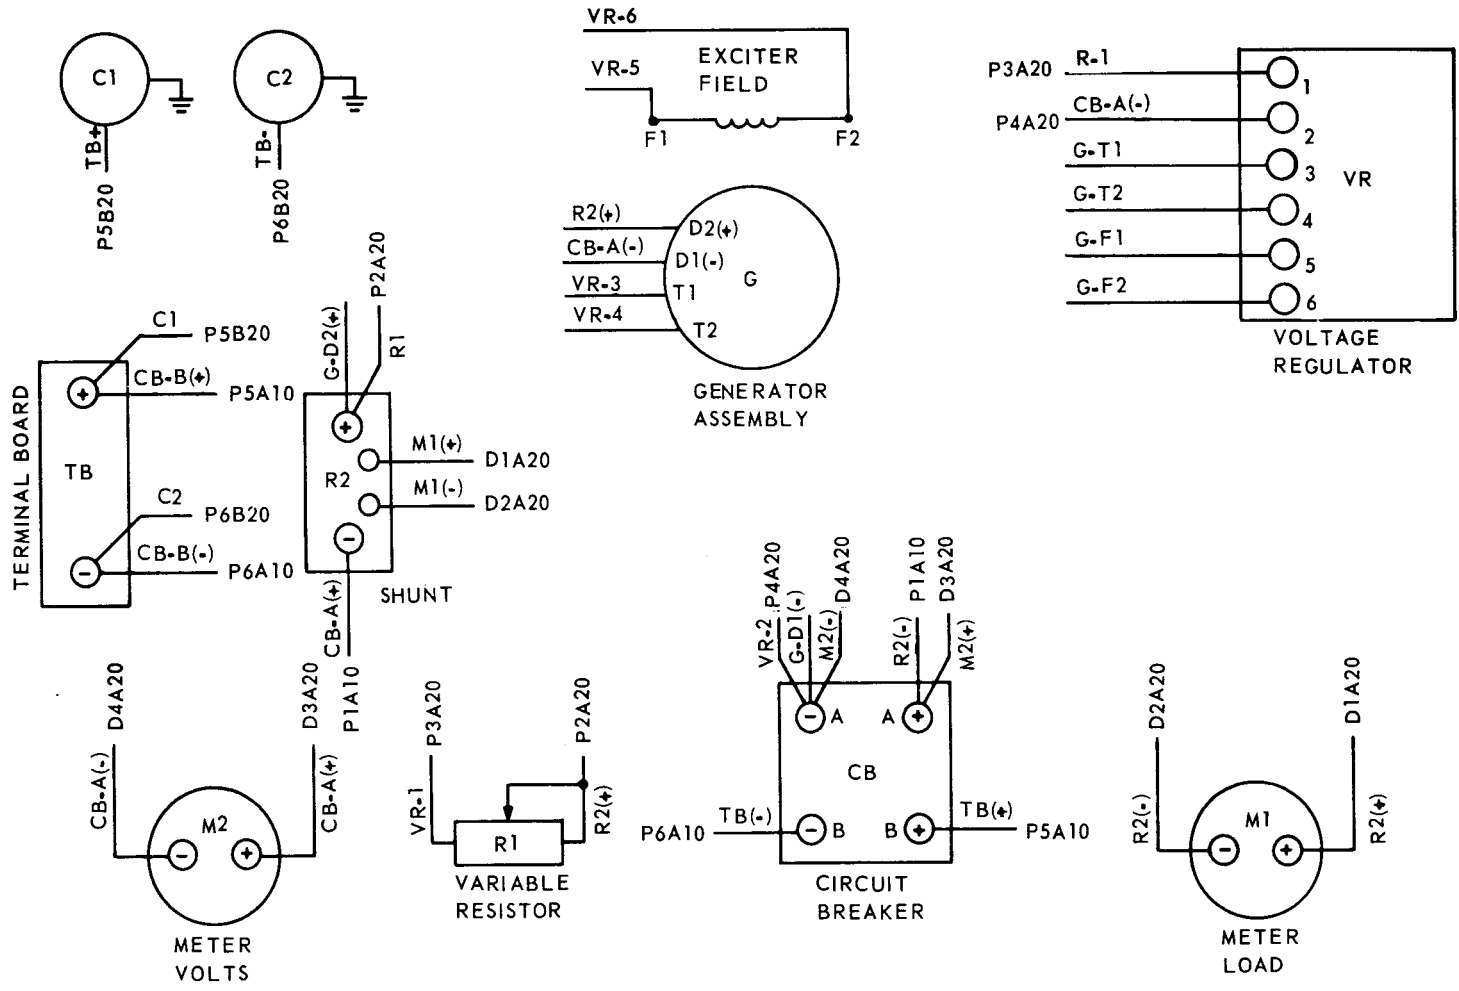 C1
TB+
P5B20
C2
TB-
P6B20
VR-6
VR-5
EXCITER
FIELD
F1
F2
P3A20
R-1
1
P4A20
CB-A(-)
2
G-T1
3
G-T2
4
G-F1
5
G-F2
6
VR
VOLTAGE
REGULATOR
R2(+)
D2(+)
CB-A(-)
D1(-)
VR-3
T1
VR-4
T2
G
GENERATOR
ASSEMBLY
TERMINAL BOARD
C1
P5B20
+
CB-B(+)
P5A10
TB
C2
P6B20
-
CB-B(-)
P6A10
G-D2(+)
P2A20
R1
+
M1(+)
D1A20
R2
M1(-)
D2A20
-
SHUNT
CB-A(+)
P1A10
D4A20
CB-A(-)
D3A20
CB-A(+)
M2
-
+
METER
VOLTS
P3A20
VR-1
P2A20
R2(+)
R1
VARIABLE
RESISTOR
VR-2
P4A20
G-D1(-)
M2(-)
D4A20
R2(-)
P1A10
M2(+)
D3A20
- A
A +
CB
P6A10
TB(-)
- B
B +
TB(+)
P5A10
CIRCUIT
BREAKER
D2A20
R2(-)
D1A20
R2(+)
M1
-
+
METER
LOAD